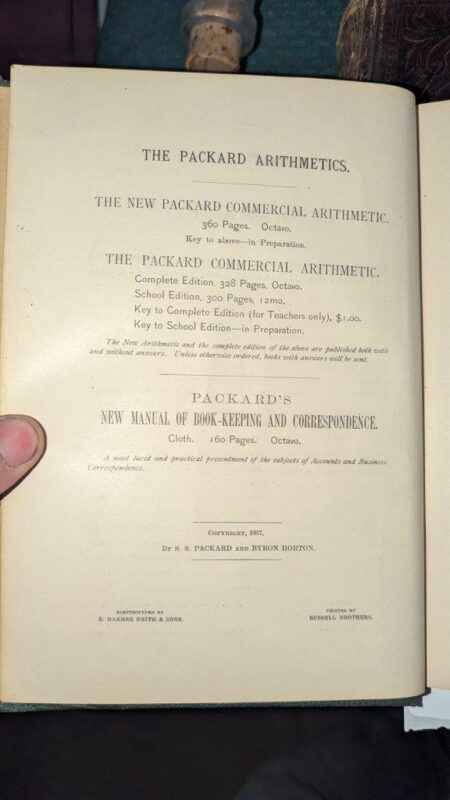 THE PACKARD ARITHMETICS.
THE NEW PACKARD COMMERCIAL ARITHMETIC.
360 Pages. Octavo.
Key to above—in Preparation.
THE PACKARD COMMERCIAL ARITHMETIC.
Complete Edition, 328 Pages, Octavo.
School Edition, 300 Pages, 12mo.
Key to Complete Edition (for Teachers only), $1.00.
Key to School Edition—in Preparation.
The New Arithmetic and the complete edition of the above are published both with
and without answers. Unless otherwise ordered, books with answers will be sent.
PACKARD'S
NEW MANUAL OF BOOK-KEEPING AND CORRESPONDENCE.
Cloth. 160 Pages. Octavo.
A most lucid and practical presentment of the subjects of Accounts and Business
Correspondence.
COPYRIGHT, 1887,
BY S. S. PACKARD AND BYRON HORTON.
ELECTROTYPED BY
SMITH & SONS.
PRINTED BY
RUSSELL BROTHERS.